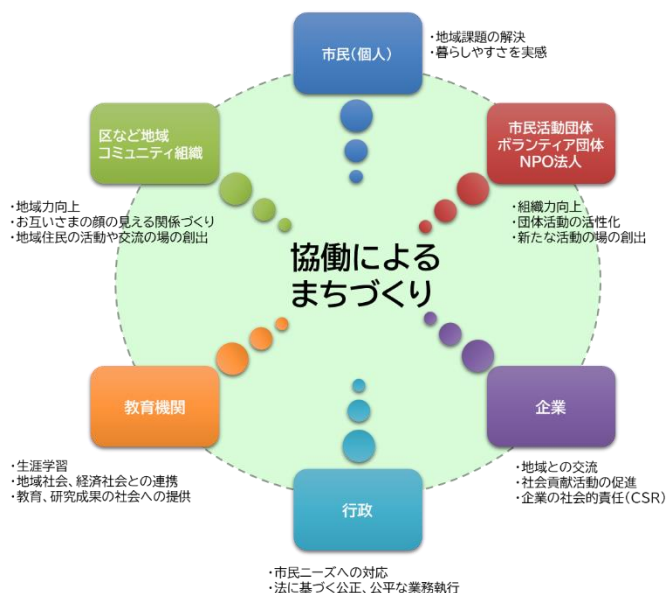 市民(個人)
・地域課題の解決
・暮らしやすさを実感
区など地域
コミュニティ組織
・地域力向上
・お互いさまの顔の見える関係づくり
・地域住民の活動や交流の場の創出
市民活動団体
ボランティア団体
NPO法人
・組織力向上
・団体活動の活性化
・新たな活動の場の創出
協働による
まちづくり
教育機関
・生涯学習
・地域社会、経済社会との連携
・教育、研究成果の社会への提供
企業
・地域との交流
・社会貢献活動の促進
・企業の社会的責任(CSR)
行政
・市民ニーズへの対応
・法に基づく公正、公平な業務執行